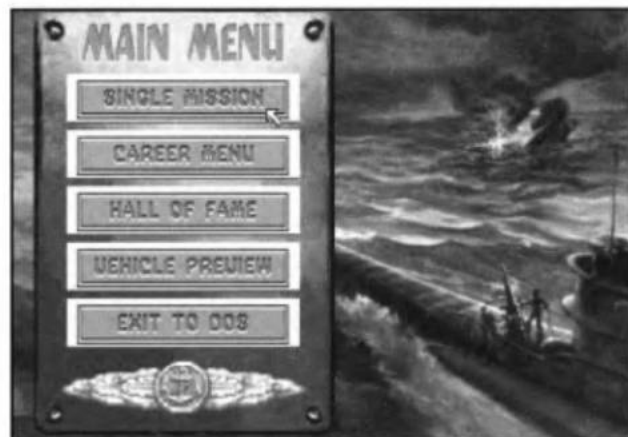 MAIN MENU
SINGLE MISSION
CAREER MENU
HALL OF FAME
VEHICLE PREVIEW
EXIT TO DOS